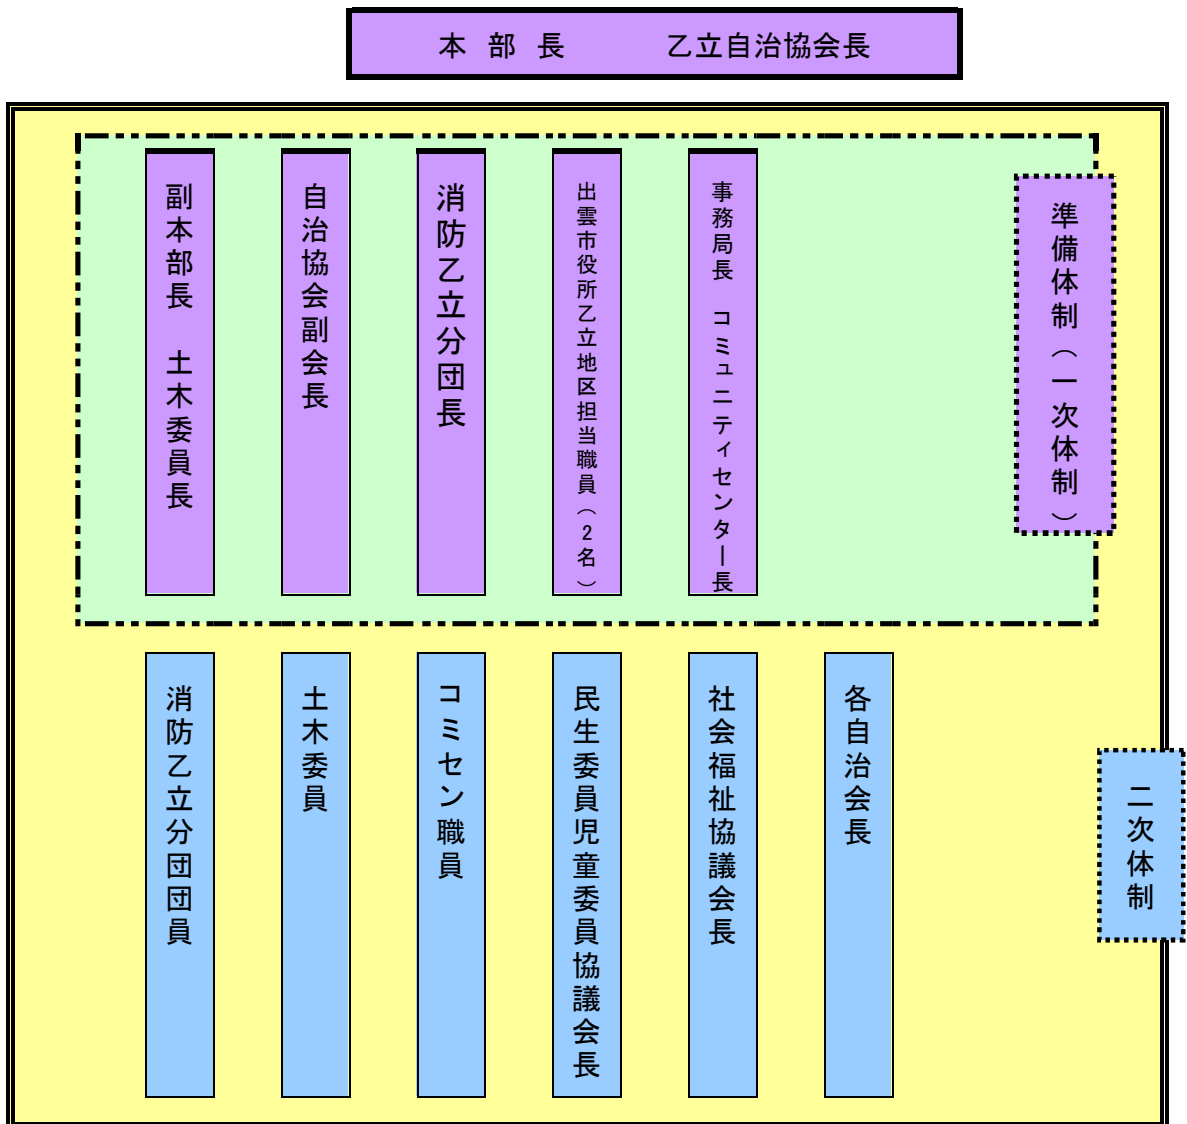 本 部 長　　　乙立自治協会長
副本部長　土木委員長
自治協会副会長
消防乙立分団長
出雲市役所乙立地区担当職員（2名）
事務局長　コミュニティセンター長
準備体制（一次体制）
消防乙立分団団員
土木委員
コミセン職員
民生委員児童委員協議会長
社会福祉協議会長
各自治会長
二次体制